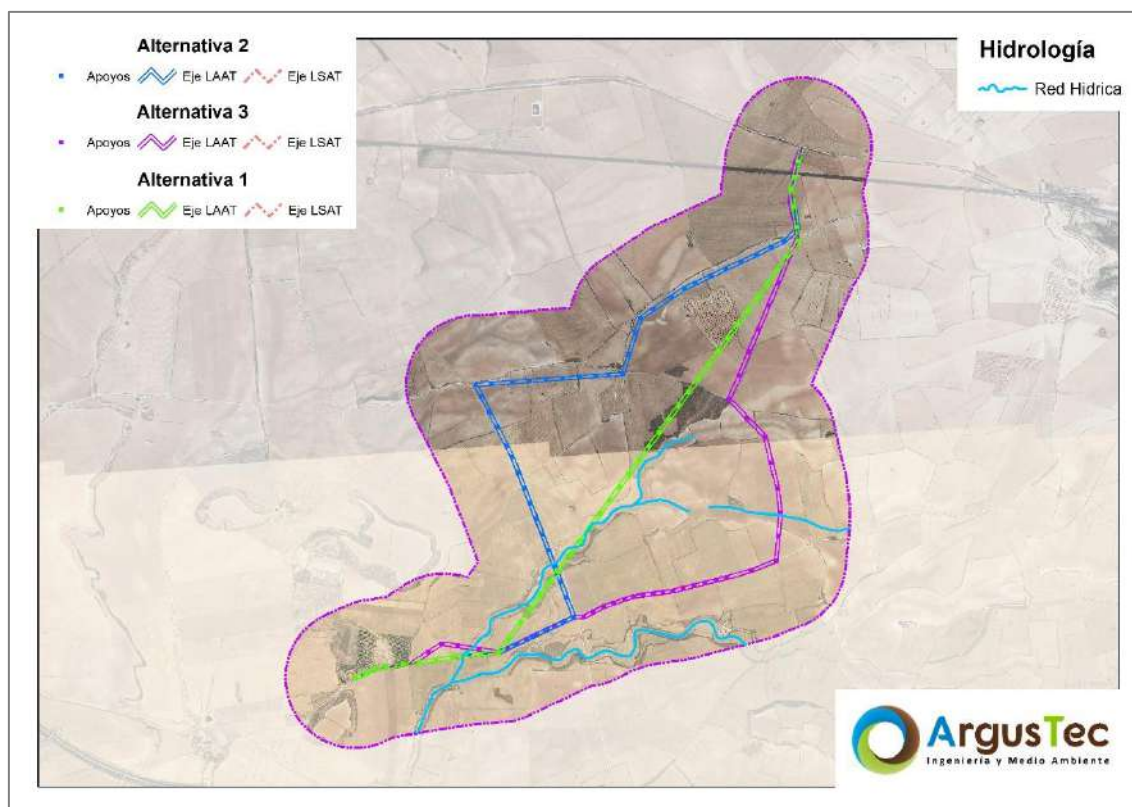 Alternativa 2
Apoyos Eje LAAT Eje LSAT
Alternativa 3
Apoyos Eje LAAT Eje LSAT
Alternativa 1
Apoyos Eje LAAT Eje LSAT
Hidrología
Red Hidrica
ArgusTec
Ingeniería y Medio Ambiente